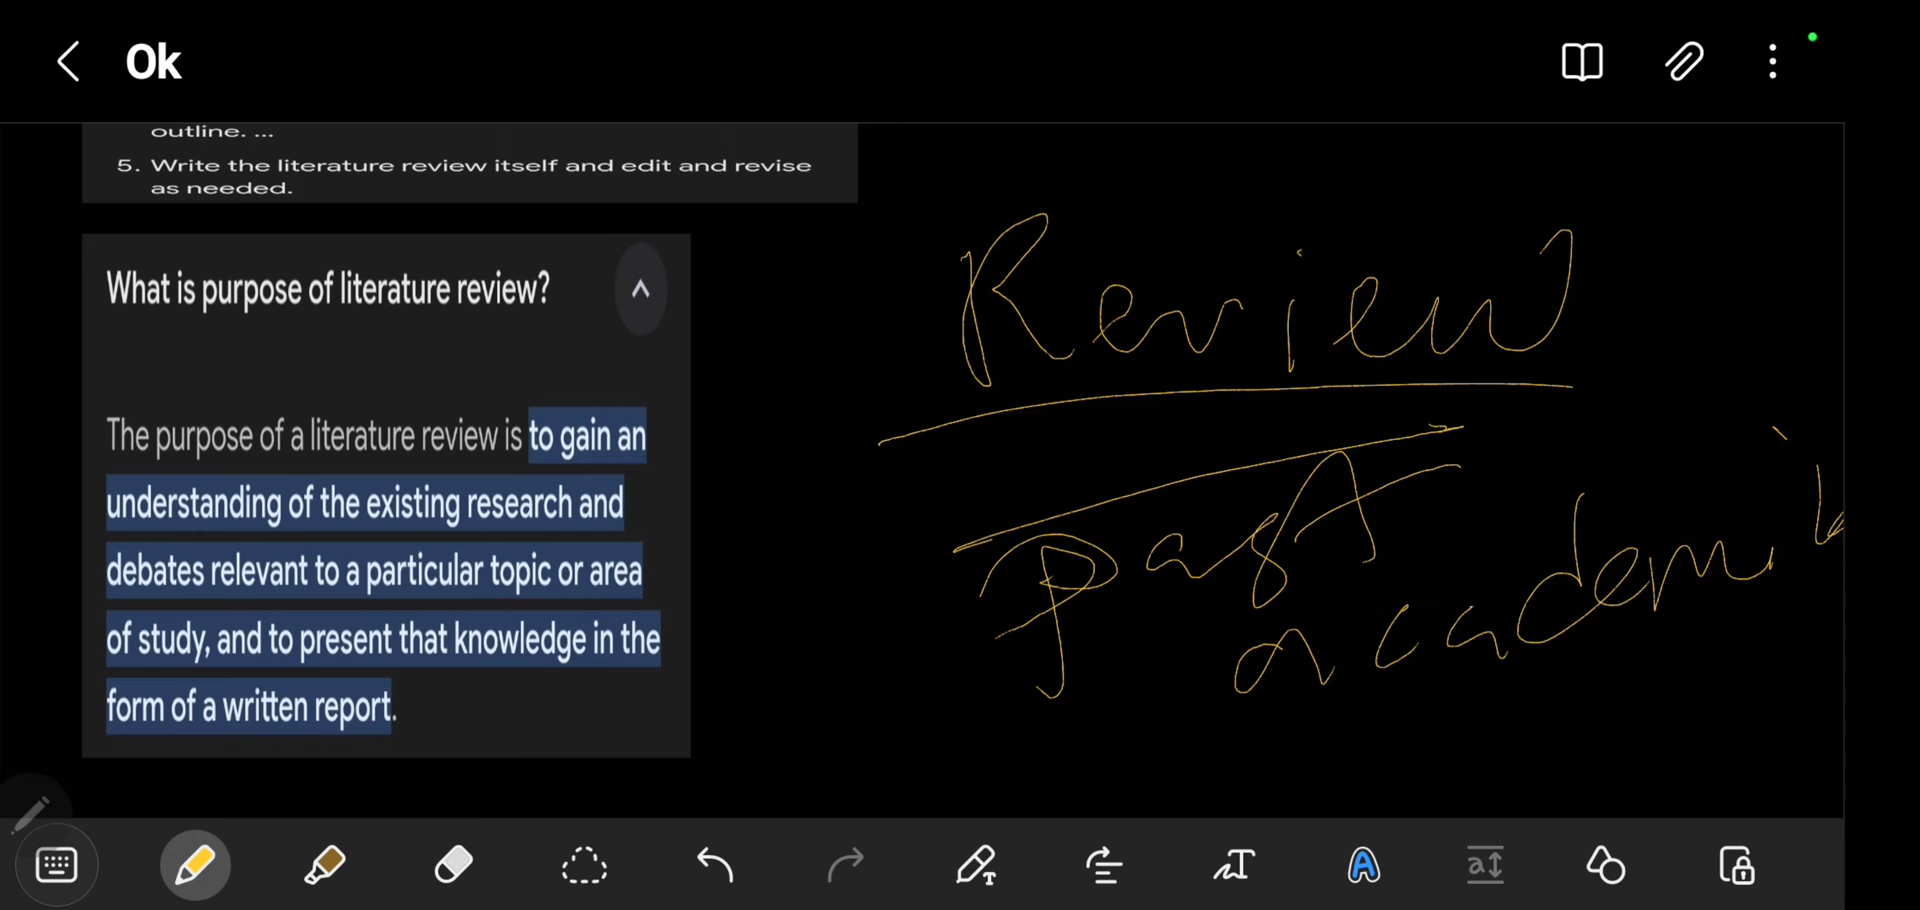 Ok
outline. ...
5. Write the literature review itself and edit and revise
as needed.
What is purpose of literature review?
The purpose of a literature review is to gain an
understanding of the existing research and
debates relevant to a particular topic or area
of study, and to present that knowledge in the
form of a written report.
Review
Past
academi